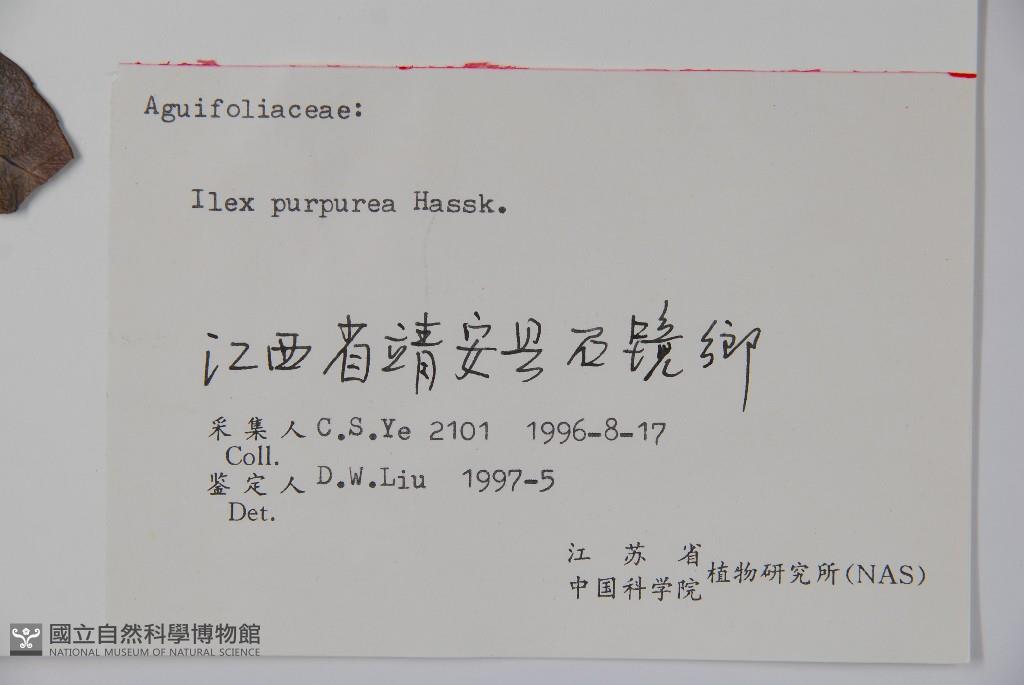 Aguifoliaceae:
Ilex purpurea Hassk.
江西省靖安县石镜鄉
采集人 C.S.Ye 2101 1996-8-17
Coll.
鉴定人 D.W.Liu 1997-5
Det.
江苏省
中国科学院 植物研究所(NAS)
國立自然科學博物館
NATIONAL MUSEUM OF NATURAL SCIENCE